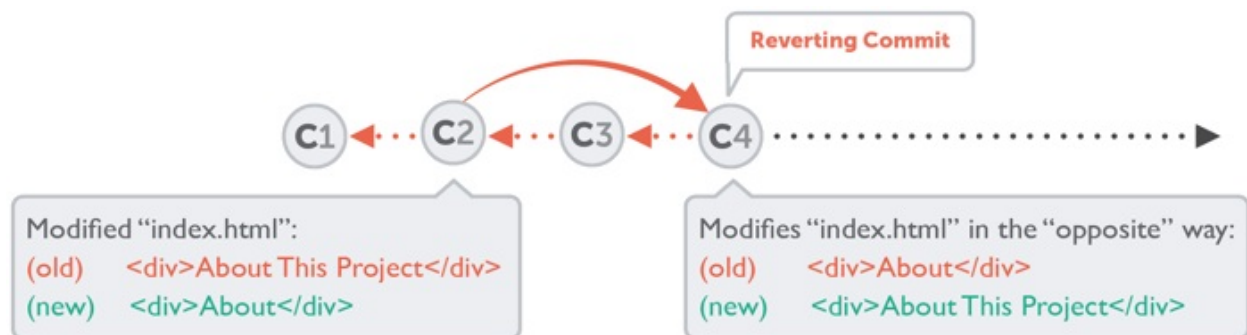 Reverting Commit
C1
C2
C3
C4
Modified “index.html”:
(old) <div>About This Project</div>
(new) <div>About</div>
Modifies “index.html” in the “opposite” way:
(old) <div>About</div>
(new) <div>About This Project</div>